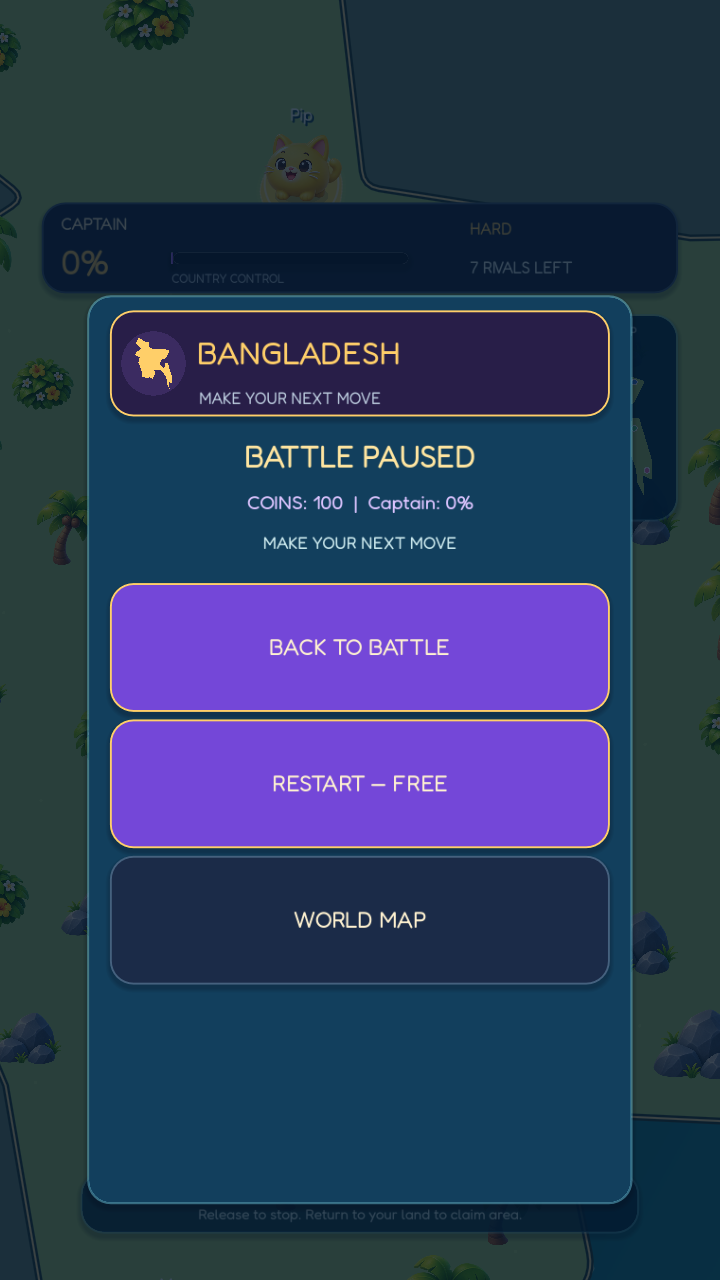 Pip
CAPTAIN
HARD
0%
7 RIVALS LEFT
COUNTRY CONTROL
BANGLADESH
MAKE YOUR NEXT MOVE
BATTLE PAUSED
COINS: 100 | Captain: 0%
MAKE YOUR NEXT MOVE
BACK TO BATTLE
RESTART – FREE
WORLD MAP
Release to stop. Return to your land to claim area.